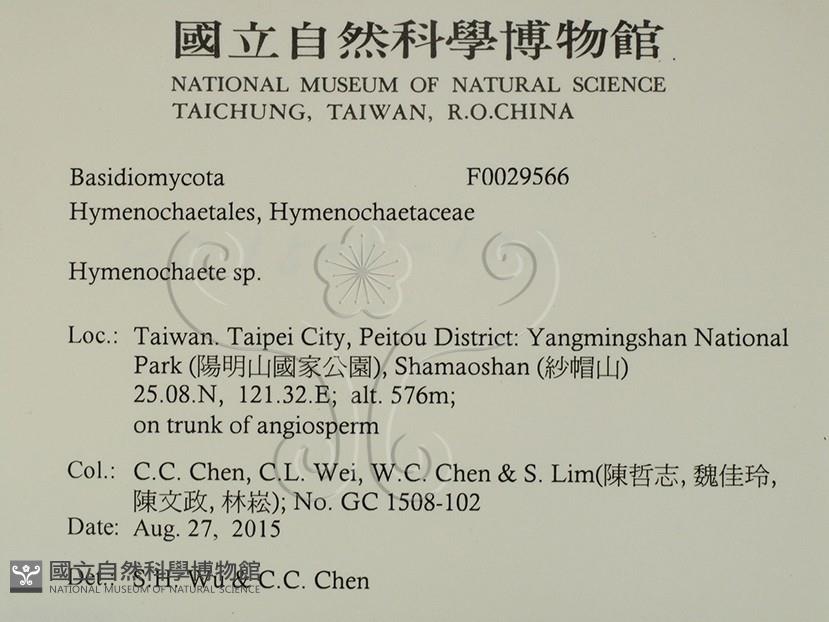 國立自然科學博物館
NATIONAL MUSEUM OF NATURAL SCIENCE
TAICHUNG, TAIWAN, R.O.CHINA
Basidiomycota F0029566
Hymenochaetales, Hymenochaetaceae
Hymenochaete sp.
Loc.: Taiwan. Taipei City, Peitou District: Yangmingshan National
Park (陽明山國家公園), Shamaoshan (紗帽山)
25.08.N, 121.32.E; alt. 576m;
on trunk of angiosperm
Col.: C.C. Chen, C.L. Wei, W.C. Chen & S. Lim(陳哲志, 魏佳玲,
陳文政, 林崧); No. GC 1508-102
Date: Aug. 27, 2015
Det.: S.H. Wu & C.C. Chen
國立自然科學博物館
NATIONAL MUSEUM OF NATURAL SCIENCE